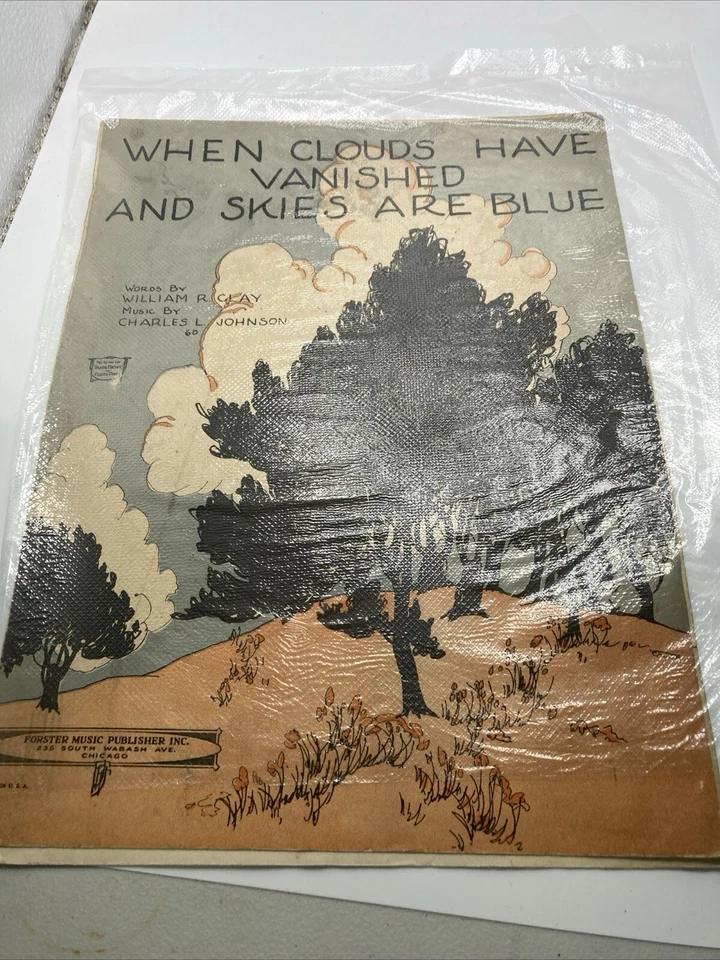 WHEN CLOUDS HAVE
VANISHED
AND SKIES ARE BLUE
WORDS BY
WILLIAM R. CLAY
MUSIC BY
CHARLES L. JOHNSON
60
FORSTER MUSIC PUBLISHER INC.
235 SOUTH WABASH AVE.
CHICAGO
U.S.A.